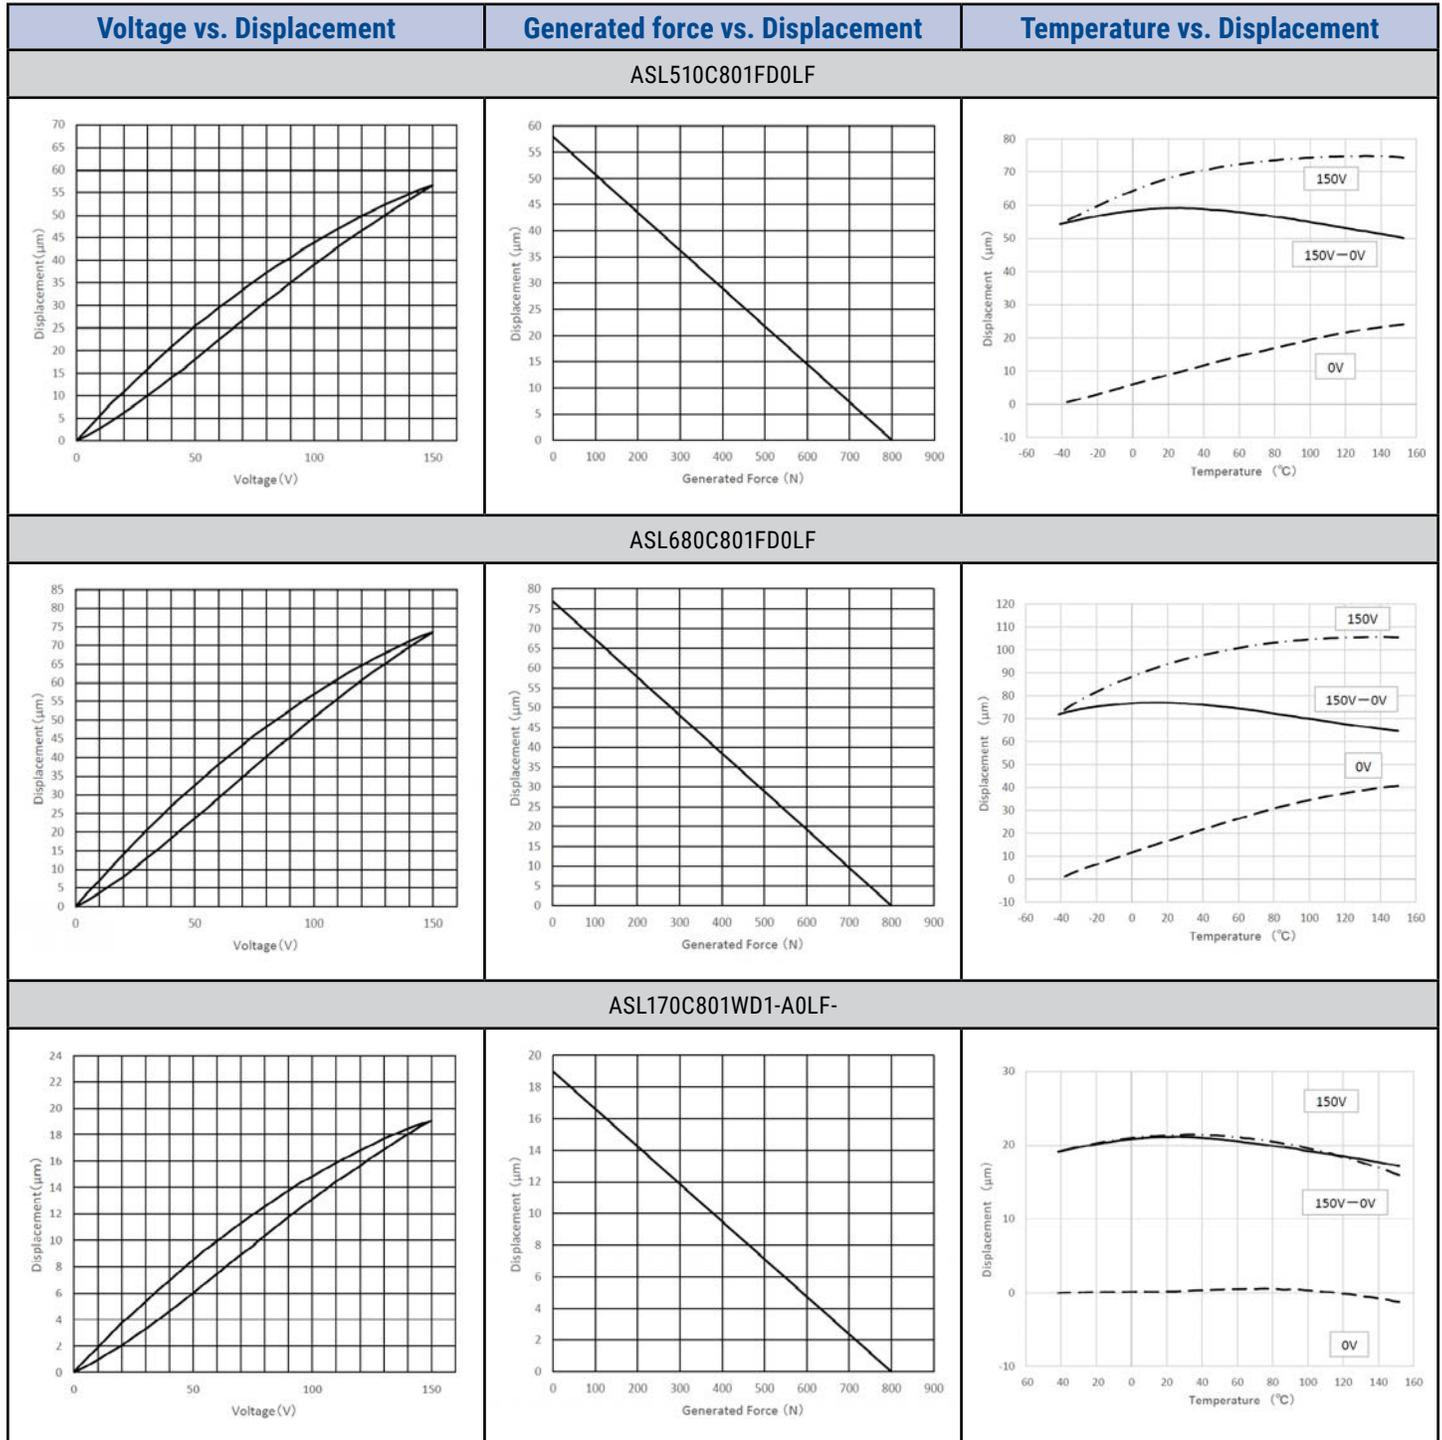 Voltage vs. Displacement
Generated force vs. Displacement
Temperature vs. Displacement
ASL510C801FD0LF
70
65
60
55
50
45
40
35
30
25
20
15
10
5
0
Displacement(μm)
0 50 100 150
Voltage(V)
60
55
50
45
40
35
30
25
20
15
10
5
0
Displacement (μm)
0 100 200 300 400 500 600 700 800 900
Generated Force (N)
80
70
60
50
40
30
20
10
0
-10
Displacement (μm)
150V
150V−0V
0V
-60 -40 -20 0 20 40 60 80 100 120 140 160
Temperature (℃)
ASL680C801FD0LF
85
80
75
70
65
60
55
50
45
40
35
30
25
20
15
10
5
0
Displacement(μm)
0 50 100 150
Voltage(V)
80
75
70
65
60
55
50
45
40
35
30
25
20
15
10
5
0
Displacement (μm)
0 100 200 300 400 500 600 700 800 900
Generated Force (N)
120
110
100
90
80
70
60
50
40
30
20
10
0
-10
Displacement (μm)
150V
150V−0V
0V
-60 -40 -20 0 20 40 60 80 100 120 140 160
Temperature (℃)
ASL170C801WD1-A0LF-
24
22
20
18
16
14
12
10
8
6
4
2
0
Displacement(μm)
0 50 100 150
Voltage(V)
20
18
16
14
12
10
8
6
4
2
0
Displacement (μm)
0 100 200 300 400 500 600 700 800 900
Generated Force (N)
30
20
10
0
-10
Displacement (μm)
150V
150V−0V
0V
60 40 20 0 20 40 60 80 100 120 140 160
Temperature (℃)